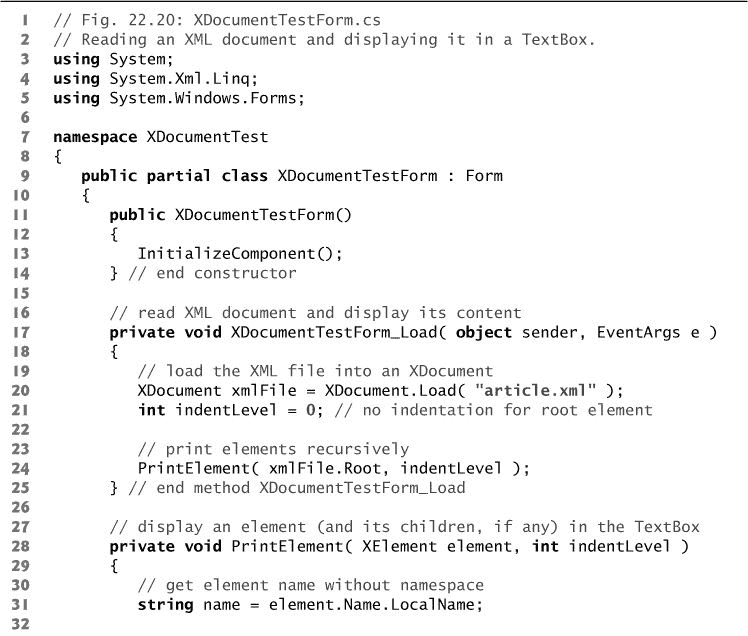 1 // Fig. 22.20: XDocumentTestForm.cs
2 // Reading an XML document and displaying it in a TextBox.
3 using System;
4 using System.Xml.Linq;
5 using System.Windows.Forms;
6
7 namespace XDocumentTest
8 {
9 public partial class XDocumentTestForm : Form
10 {
11 public XDocumentTestForm()
12 {
13 InitializeComponent();
14 } // end constructor
15
16 // read XML document and display its content
17 private void XDocumentTestForm_Load( object sender, EventArgs e )
18 {
19 // load the XML file into an XDocument
20 XDocument xmlFile = XDocument.Load( "article.xml" );
21 int indentLevel = 0; // no indentation for root element
22
23 // print elements recursively
24 PrintElement( xmlFile.Root, indentLevel );
25 } // end method XDocumentTestForm_Load
26
27 // display an element (and its children, if any) in the TextBox
28 private void PrintElement( XElement element, int indentLevel )
29 {
30 // get element name without namespace
31 string name = element.Name.LocalName;
32